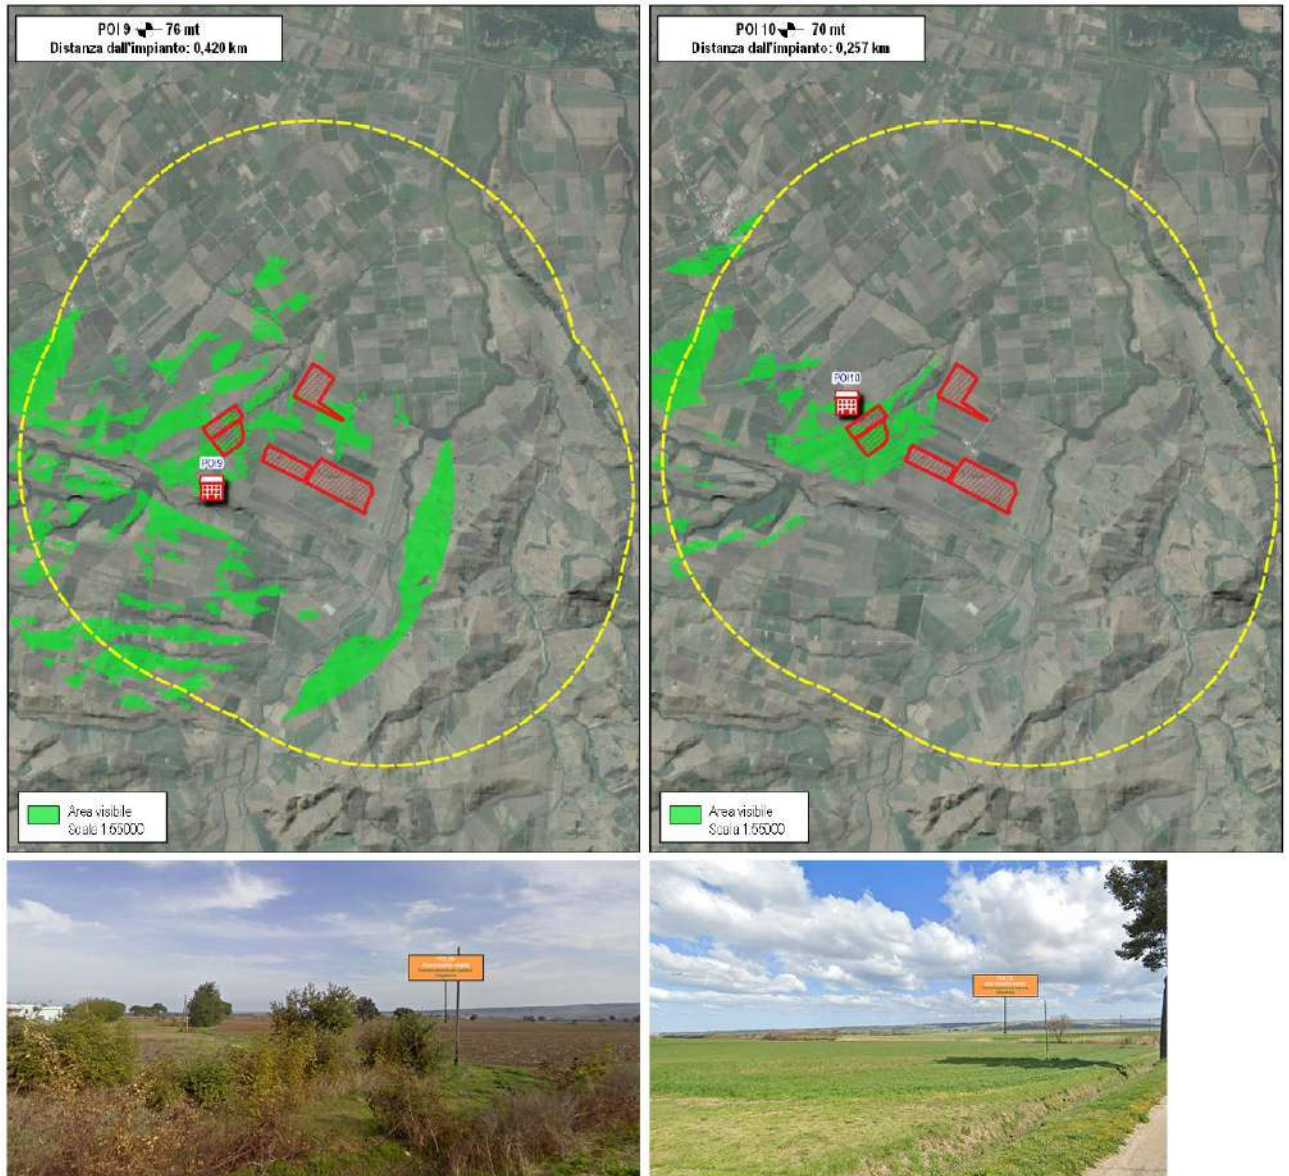 POI 9 76 mt
Distanza dall'impianto: 0,420 km
POI9
Area visibile
Scala 1:55000
POI 10 70 mt
Distanza dall'impianto: 0,257 km
POI10
Area visibile
Scala 1:55000